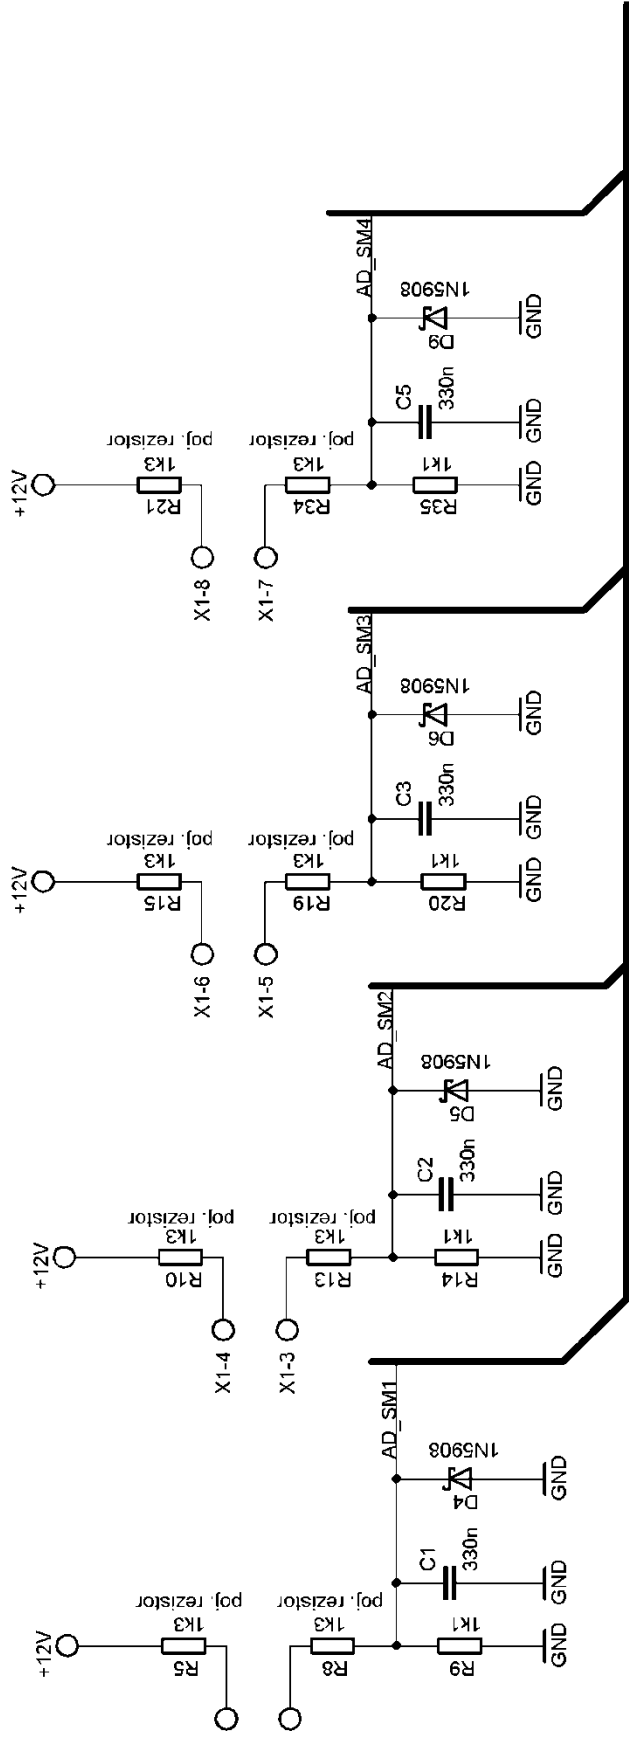 +12V
R21
1k3
poj. rezistor
X1-8
X1-7
R34
1k3
poj. rezistor
R35
1k1
GND
C5
330n
GND
D9
1N5908
GND
AD_SM4
+12V
R15
1k3
poj. rezistor
X1-6
X1-5
R19
1k3
poj. rezistor
R20
1k1
GND
C3
330n
GND
D6
1N5908
GND
AD_SM3
+12V
R10
1k3
poj. rezistor
X1-4
X1-3
R13
1k3
poj. rezistor
R14
1k1
GND
C2
330n
GND
D5
1N5908
GND
AD_SM2
+12V
R5
1k3
poj. rezistor
R8
1k3
poj. rezistor
R9
1k1
GND
C1
330n
GND
D4
1N5908
GND
AD_SM1